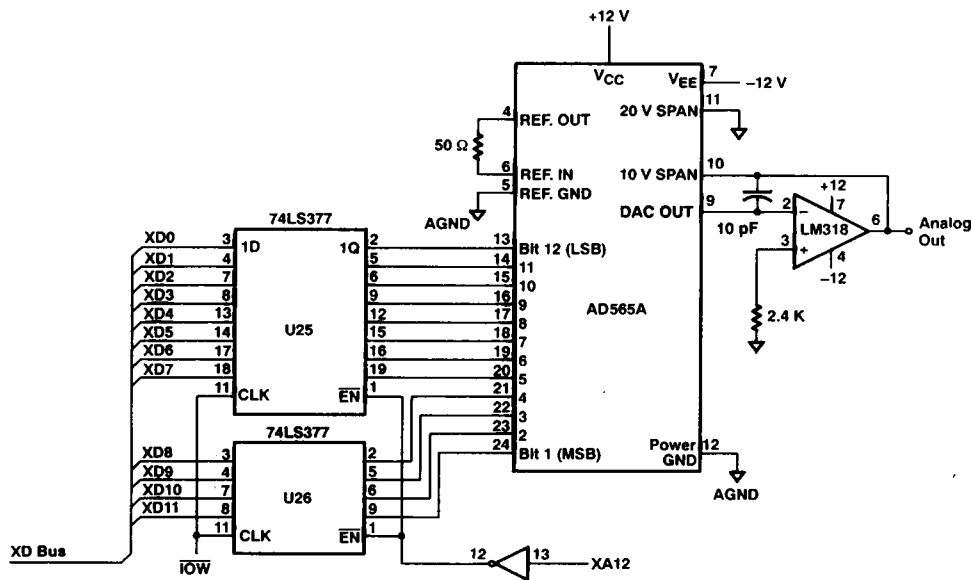 +12 V
VCC
VEE
7
−12 V
20 V SPAN
11
4
REF. OUT
50 Ω
6
REF. IN
5
REF. GND
AGND
10 V SPAN
10
DAC OUT
9
10 pF
+12
7
2
−
LM318
6
Analog
Out
3
+
4
−12
2.4 K
AD565A
74LS377
XD0
3
1D
1Q
2
13
Bit 12 (LSB)
XD1
4
5
14
11
XD2
7
6
15
10
XD3
8
9
16
9
XD4
13
12
17
8
XD5
14
U25
15
18
7
XD6
17
16
19
6
XD7
18
19
20
5
11
CLK
EN
1
21
4
22
3
23
2
24
Bit 1 (MSB)
74LS377
XD8
3
2
XD9
4
5
XD10
7
U26
6
XD11
8
9
11
CLK
EN
1
Power
GND
12
AGND
XD Bus
IOW
12
13
XA12